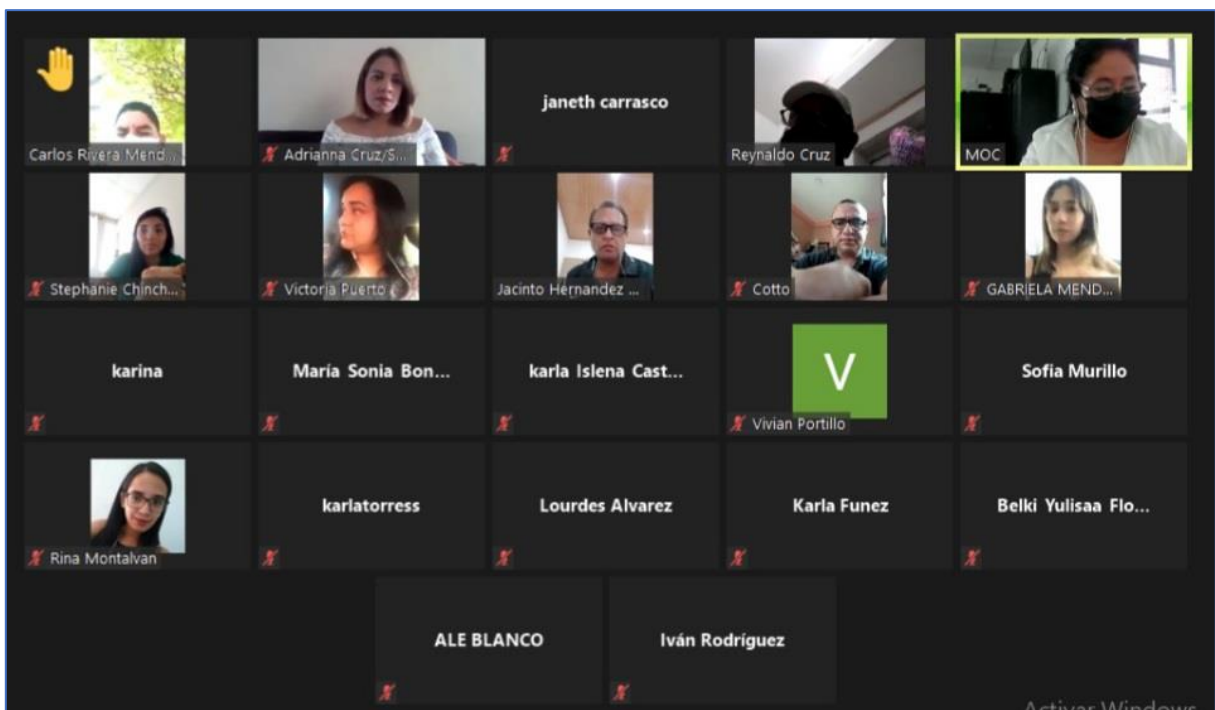 Carlos Rivera Mend...
Adrianna Cruz/S...
janeth carrasco
Reynaldo Cruz
MOC
Stephanie Chinch...
Victoria Puerto
Jacinto Hernandez ...
Cotto
GABRIELA MEND...
karina
María Sonia Bon...
karla Islena Cast...
V
Vivian Portillo
Sofia Murillo
Rina Montalvan
karlatorress
Lourdes Alvarez
Karla Funez
Belki Yulisaa Flo...
ALE BLANCO
Iván Rodríguez
Activar Windows